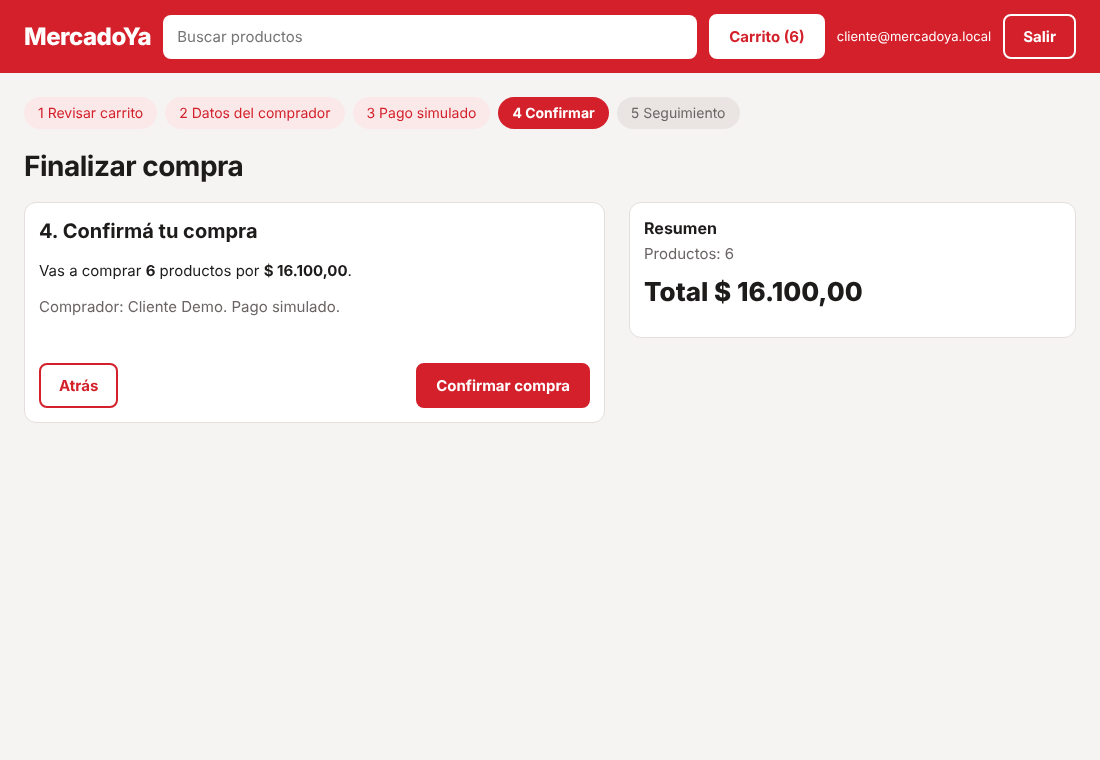 MercadoYa
Buscar productos
Carrito (6)
cliente@mercadoya.local
Salir
1 Revisar carrito
2 Datos del comprador
3 Pago simulado
4 Confirmar
5 Seguimiento
Finalizar compra
4. Confirmá tu compra
Vas a comprar 6 productos por $ 16.100,00.
Comprador: Cliente Demo. Pago simulado.
Atrás
Confirmar compra
Resumen
Productos: 6
Total $ 16.100,00